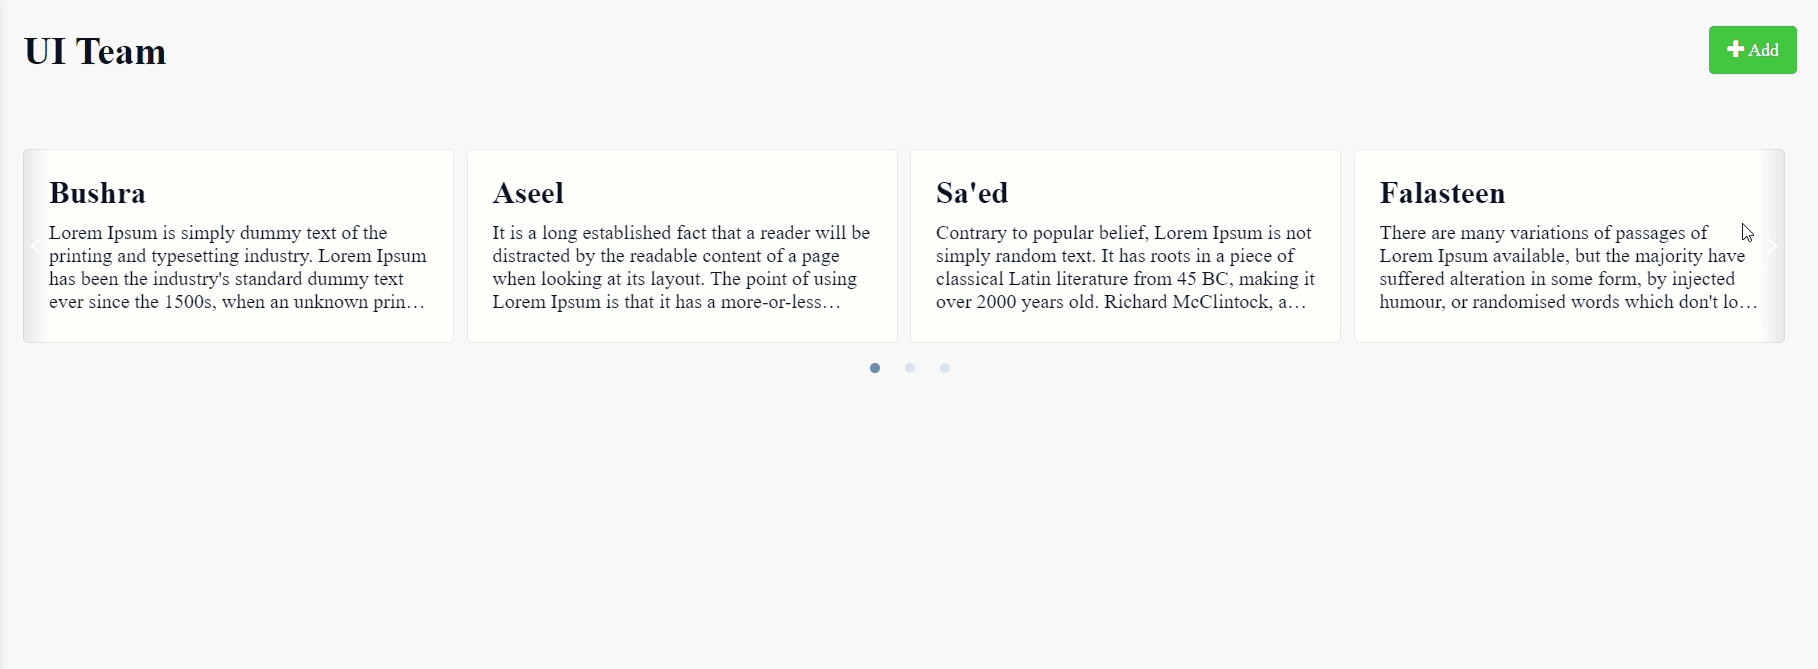 UI Team
Add
Bushra
Lorem Ipsum is simply dummy text of the
printing and typesetting industry. Lorem Ipsum
has been the industry's standard dummy text
ever since the 1500s, when an unknown prin…
Aseel
It is a long established fact that a reader will be
distracted by the readable content of a page
when looking at its layout. The point of using
Lorem Ipsum is that it has a more-or-less…
Sa'ed
Contrary to popular belief, Lorem Ipsum is not
simply random text. It has roots in a piece of
classical Latin literature from 45 BC, making it
over 2000 years old. Richard McClintock, a…
Falasteen
There are many variations of passages of
Lorem Ipsum available, but the majority have
suffered alteration in some form, by injected
humour, or randomised words which don't lo…